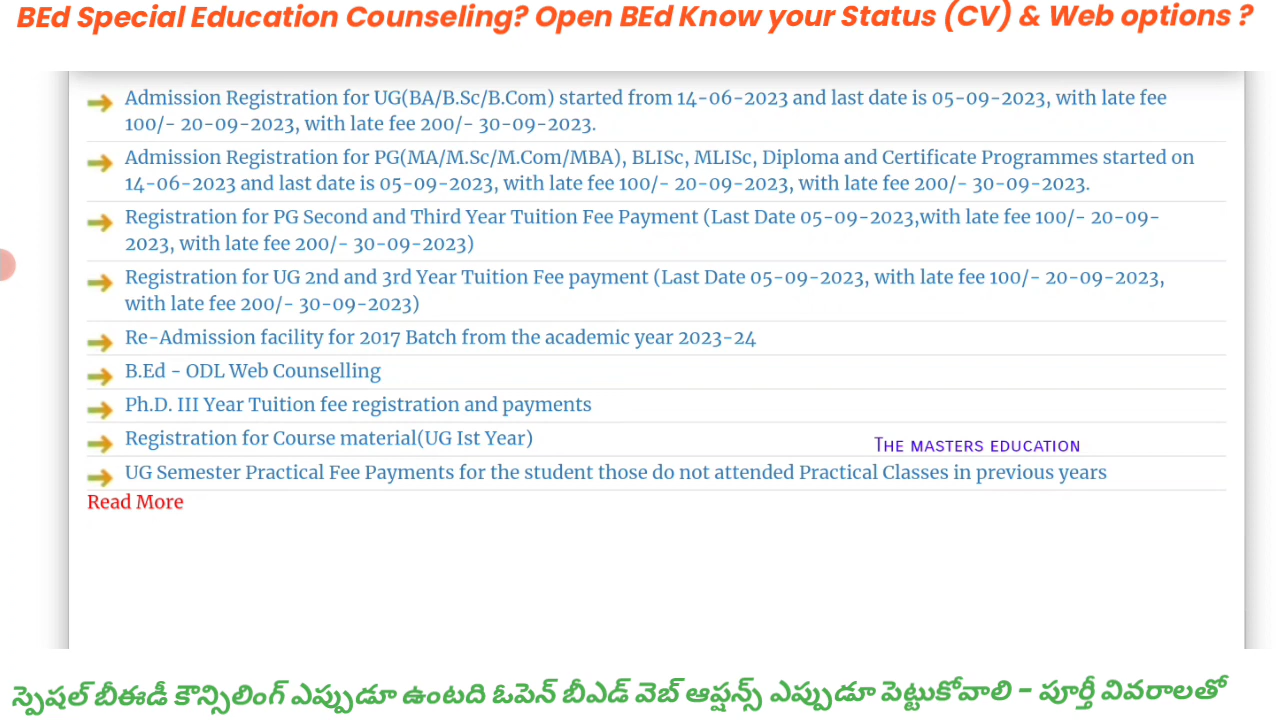 BEd Special Education Counseling? Open BEd Know your Status (CV) & Web options ?
Admission Registration for UG(BA/B.Sc/B.Com) started from 14-06-2023 and last date is 05-09-2023, with late fee
100/- 20-09-2023, with late fee 200/- 30-09-2023.
Admission Registration for PG(MA/M.Sc/M.Com/MBA), BLISc, MLISc, Diploma and Certificate Programmes started on
14-06-2023 and last date is 05-09-2023, with late fee 100/- 20-09-2023, with late fee 200/- 30-09-2023.
Registration for PG Second and Third Year Tuition Fee Payment (Last Date 05-09-2023,with late fee 100/- 20-09-
2023, with late fee 200/- 30-09-2023)
Registration for UG 2nd and 3rd Year Tuition Fee payment (Last Date 05-09-2023, with late fee 100/- 20-09-2023,
with late fee 200/- 30-09-2023)
Re-Admission facility for 2017 Batch from the academic year 2023-24
B.Ed - ODL Web Counselling
Ph.D. III Year Tuition fee registration and payments
Registration for Course material(UG Ist Year)
The masters education
UG Semester Practical Fee Payments for the student those do not attended Practical Classes in previous years
Read More
స్పెషల్ బీఈడీ కౌన్సిలింగ్ ఎప్పుడూ ఉంటది ఓపెన్ బీఎడ్ వెబ్ ఆప్షన్స్ ఎప్పుడూ పెట్టుకోవాలి - పూర్తీ వివరాలతో